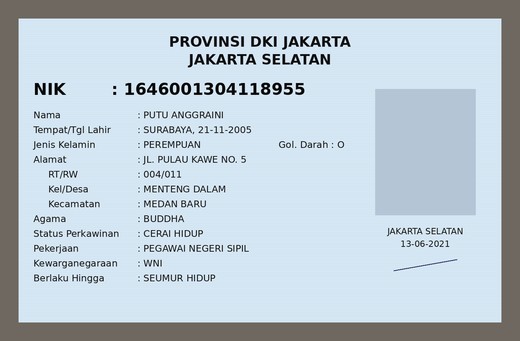 PROVINSI DKI JAKARTA
JAKARTA SELATAN
NIK : 1646001304118955
Nama : PUTU ANGGRAINI
Tempat/Tgl Lahir : SURABAYA, 21-11-2005
Jenis Kelamin : PEREMPUAN Gol. Darah : O
Alamat : JL. PULAU KAWE NO. 5
RT/RW : 004/011
Kel/Desa : MENTENG DALAM
Kecamatan : MEDAN BARU
Agama : BUDDHA
Status Perkawinan : CERAI HIDUP
Pekerjaan : PEGAWAI NEGERI SIPIL
Kewarganegaraan : WNI
Berlaku Hingga : SEUMUR HIDUP
JAKARTA SELATAN
13-06-2021